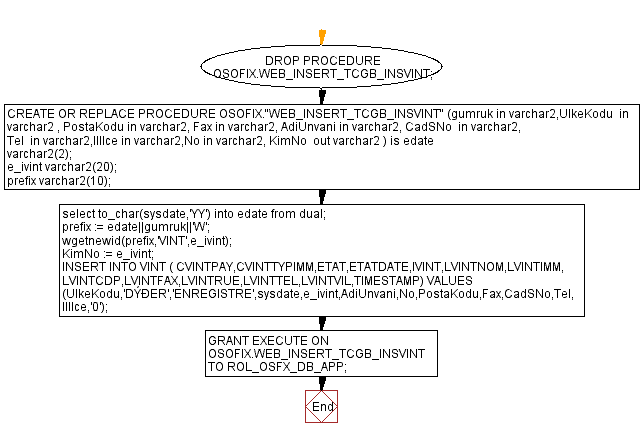 DROP PROCEDURE
OSOFIX.WEB_INSERT_TCGB_INSVINT;
CREATE OR REPLACE PROCEDURE OSOFIX."WEB_INSERT_TCGB_INSVINT" (gumruk in varchar2,UlkeKodu in
varchar2 , PostaKodu in varchar2, Fax in varchar2, AdiUnvani in varchar2, CadSNo in varchar2,
Tel in varchar2,IlIlce in varchar2,No in varchar2, KimNo out varchar2 ) is edate
varchar2(2);
e_ivint varchar2(20);
prefix varchar2(10);
select to_char(sysdate,'YY') into edate from dual;
prefix := edate||gumruk||'W';
wgetnewid(prefix,'VINT',e_ivint);
KimNo := e_ivint;
INSERT INTO VINT ( CVINTPAY,CVINTTYPIMM,ETAT,ETATDATE,IVINT,LVINTNOM,LVINTIMM,
LVINTCDP,LVINTFAX,LVINTRUE,LVINTTEL,LVINTVIL,TIMESTAMP) VALUES
(UlkeKodu,'DÝÐER','ENREGISTRE',sysdate,e_ivint,AdiUnvani,No,PostaKodu,Fax,CadSNo,Tel,
IlIlce,'0');
GRANT EXECUTE ON
OSOFIX.WEB_INSERT_TCGB_INSVINT
TO ROL_OSFX_DB_APP;
End